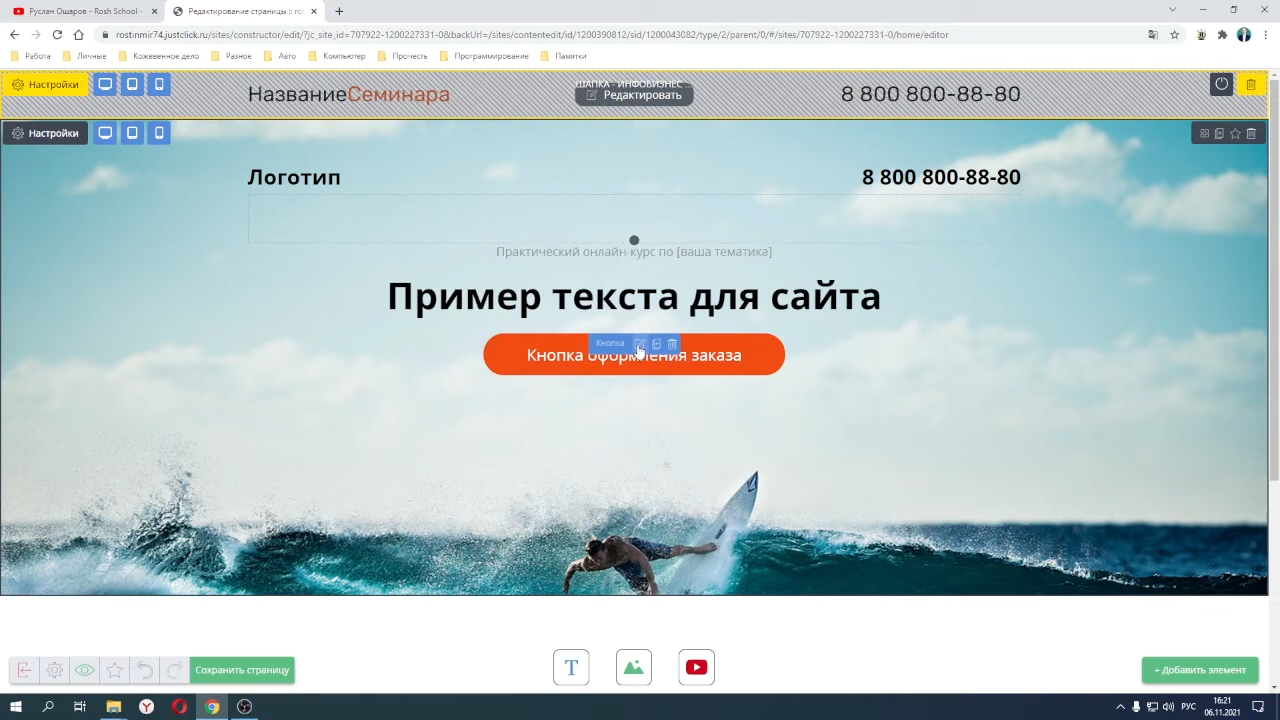 Руслан Ошаров - Rosh School -
Редактирование страницы :: ros
rostinmir74.justclick.ru/sites/constructor/edit/?jc_site_id=707922-1200227331-0&backUrl=/sites/contentedit/id/1200390812/sid/1200043082/type/2/parent/0/#/sites/707922-1200227331-0/home/editor
Работа Личные Кожевенное дело Разное Авто Компьютер Прочесть Программирование Памятки
Настройки
НазваниеСеминара
ШАПКА - ИНФОБИЗНЕС ...
Редактировать
8 800 800-88-80
Настройки
Логотип
8 800 800-88-80
Практический онлайн-курс по [ваша тематика]
Пример текста для сайта
Кнопка
Кнопка оформления заказа
Сохранить страницу
T
+ Добавить элемент
РУС
16:21
06.11.2021